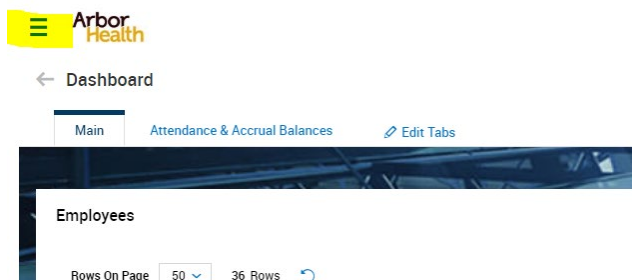 Arbor
Health
Dashboard
Main Attendance & Accrual Balances Edit Tabs
Employees
Rows On Page 50 36 Rows